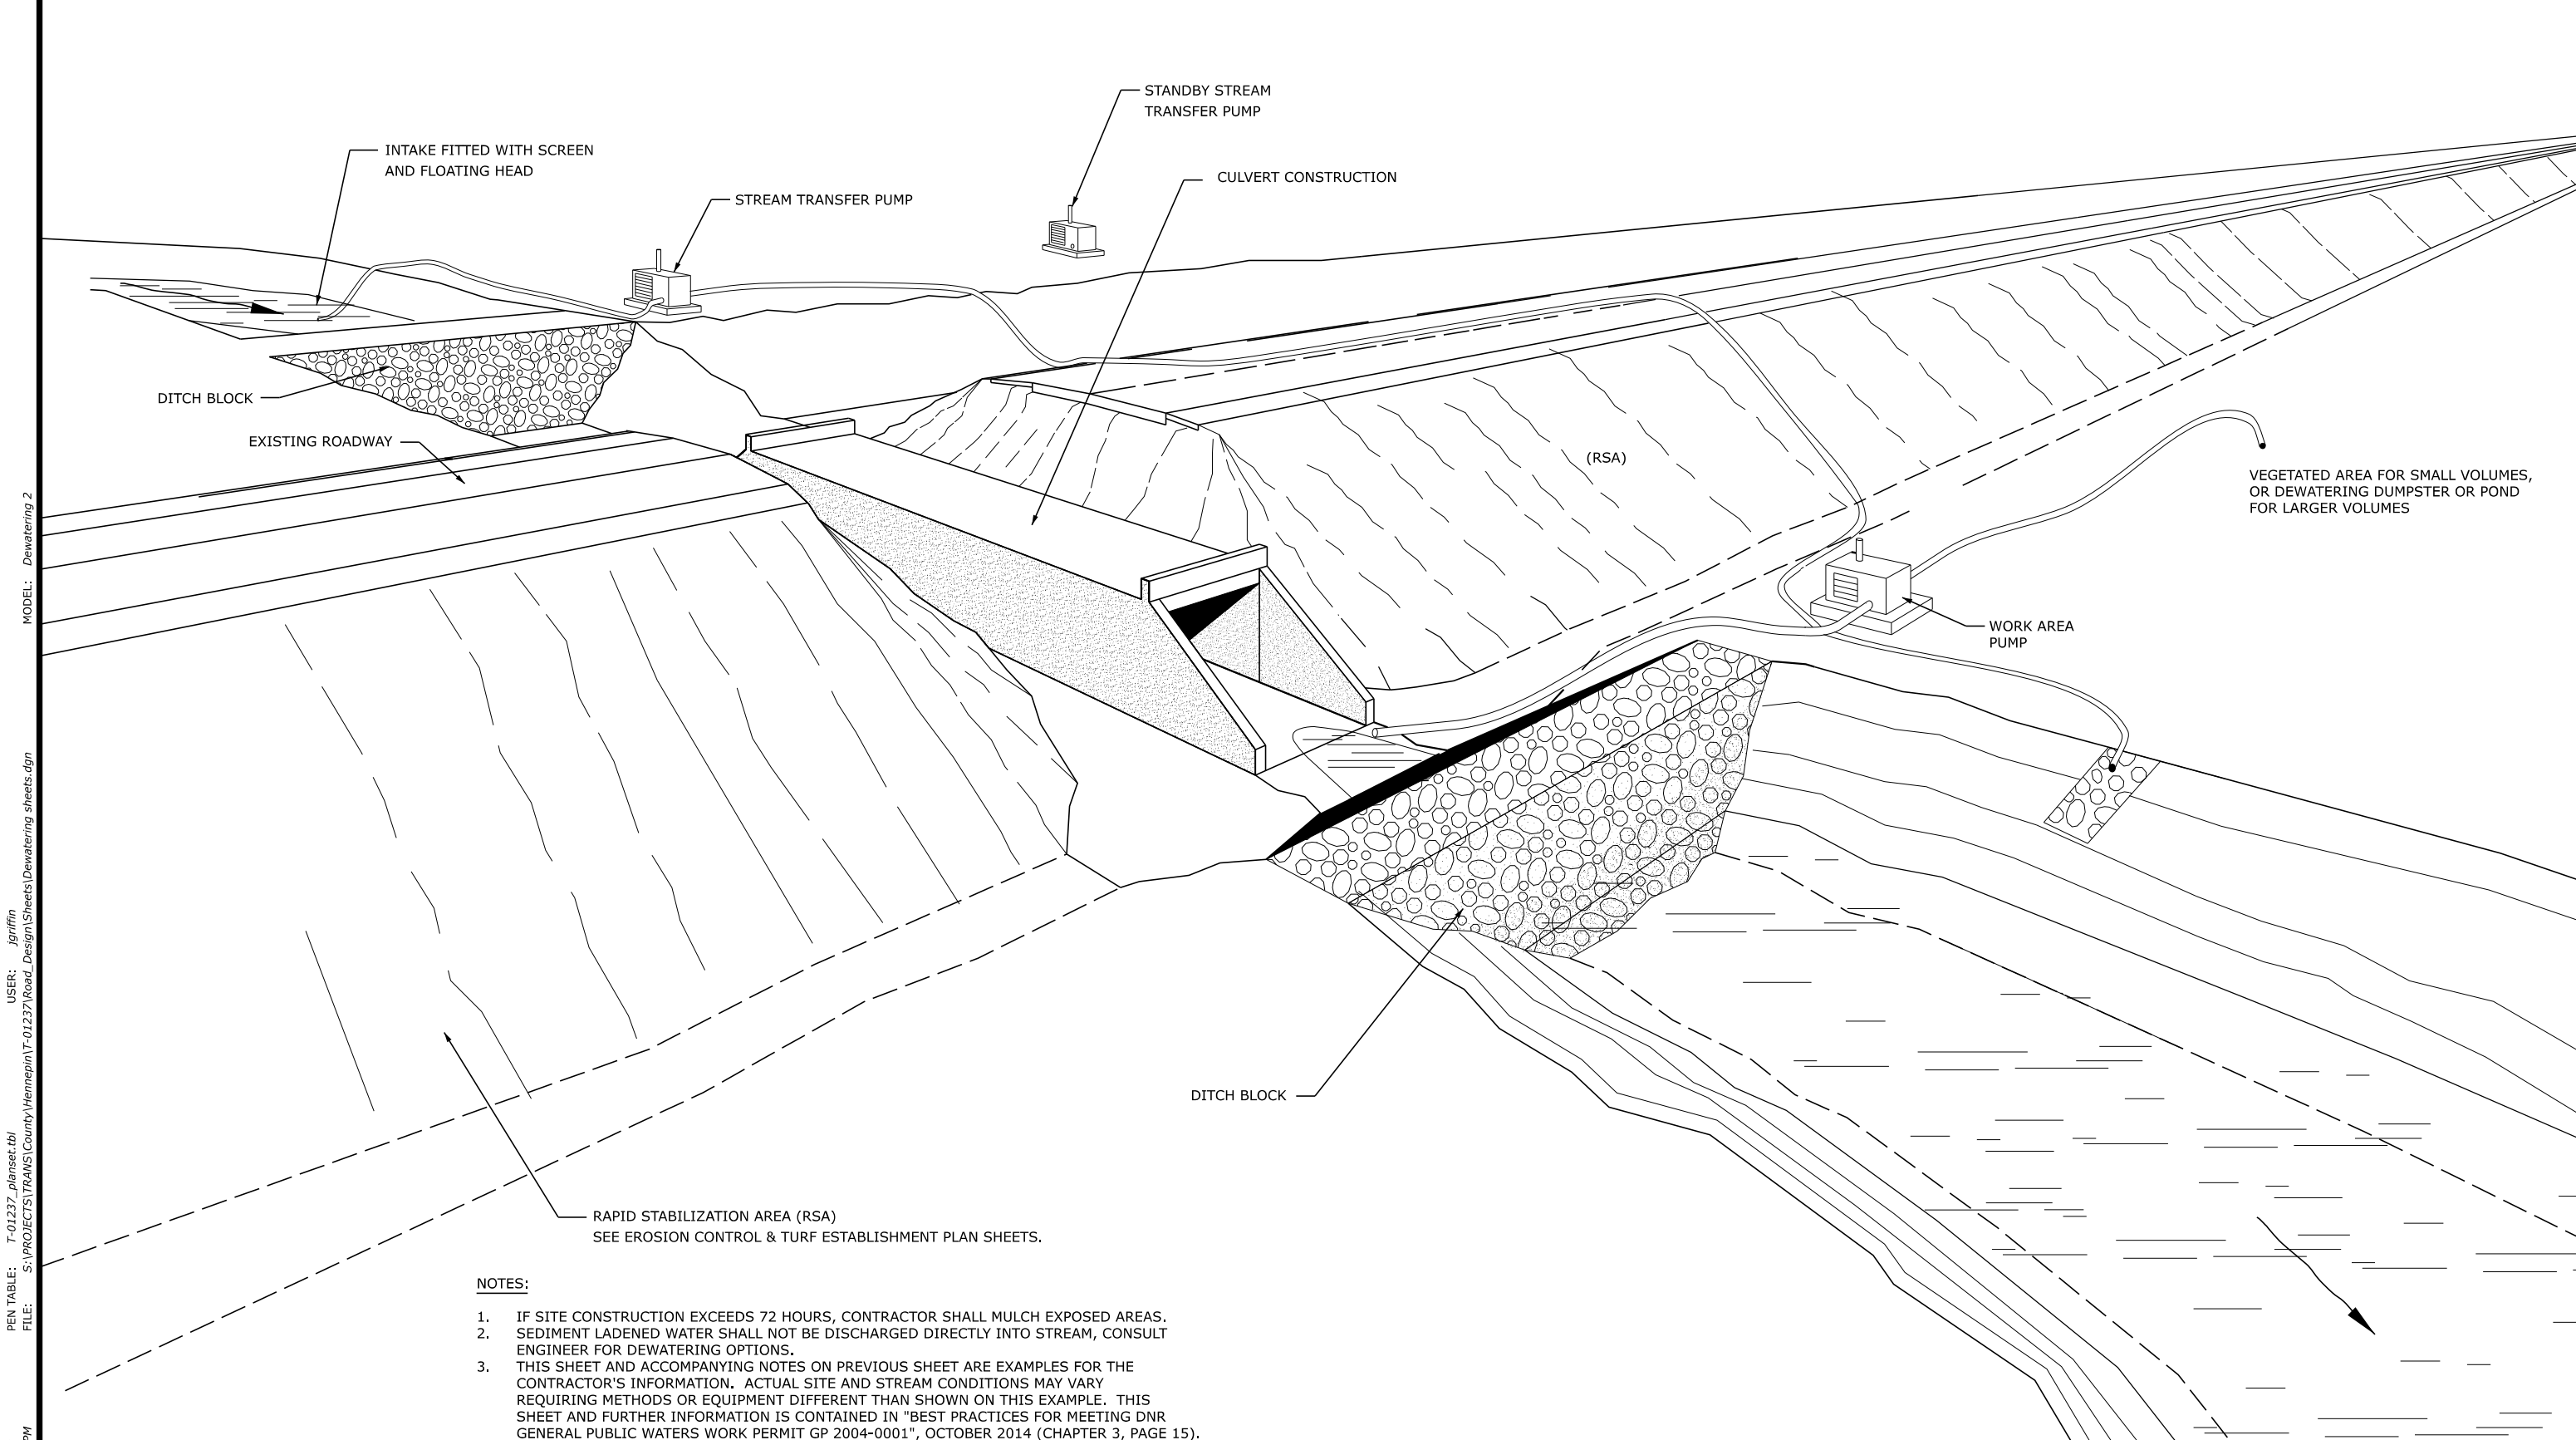 STANDBY STREAM
TRANSFER PUMP
INTAKE FITTED WITH SCREEN
AND FLOATING HEAD
CULVERT CONSTRUCTION
STREAM TRANSFER PUMP
DITCH BLOCK
EXISTING ROADWAY
(RSA)
VEGETATED AREA FOR SMALL VOLUMES,
OR DEWATERING DUMPSTER OR POND
FOR LARGER VOLUMES
WORK AREA
PUMP
DITCH BLOCK
RAPID STABILIZATION AREA (RSA)
SEE EROSION CONTROL & TURF ESTABLISHMENT PLAN SHEETS.
NOTES:
1. IF SITE CONSTRUCTION EXCEEDS 72 HOURS, CONTRACTOR SHALL MULCH EXPOSED AREAS.
2. SEDIMENT LADENED WATER SHALL NOT BE DISCHARGED DIRECTLY INTO STREAM, CONSULT
ENGINEER FOR DEWATERING OPTIONS.
3. THIS SHEET AND ACCOMPANYING NOTES ON PREVIOUS SHEET ARE EXAMPLES FOR THE
CONTRACTOR'S INFORMATION. ACTUAL SITE AND STREAM CONDITIONS MAY VARY
REQUIRING METHODS OR EQUIPMENT DIFFERENT THAN SHOWN ON THIS EXAMPLE. THIS
SHEET AND FURTHER INFORMATION IS CONTAINED IN "BEST PRACTICES FOR MEETING DNR
GENERAL PUBLIC WATERS WORK PERMIT GP 2004-0001", OCTOBER 2014 (CHAPTER 3, PAGE 15).
PEN TABLE: T-01237_planset.tbl USER: jgriffin MODEL: Dewatering 2
PM FILE: S:\PROJECTS\TRANS\County\Hennepin\T-01237\Road_Design\Sheets\Dewatering sheets.dgn